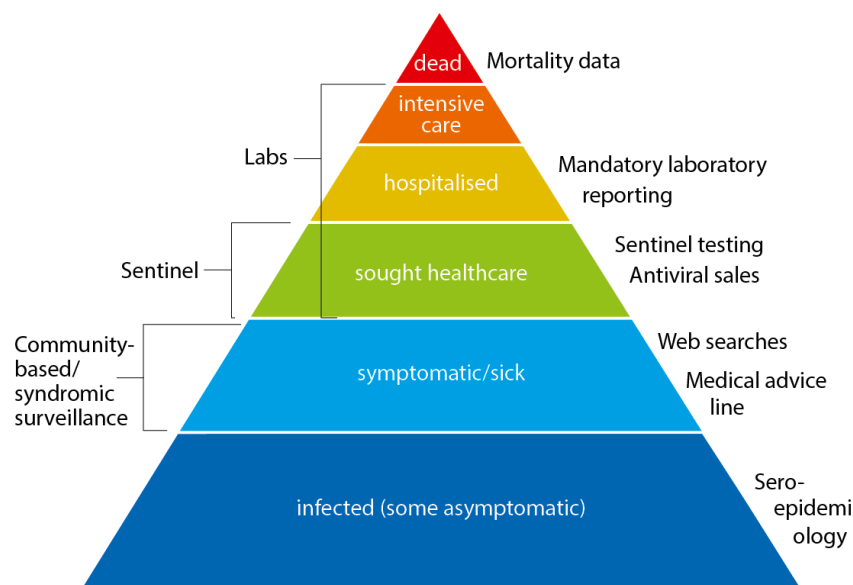 dead
Mortality data
intensive
care
Labs
hospitalised
Mandatory laboratory
reporting
Sentinel
sought healthcare
Sentinel testing
Antiviral sales
Community-
based/
syndromic
surveillance
symptomatic/sick
Web searches
Medical advice
line
infected (some asymptomatic)
Sero-
epidemi
ology